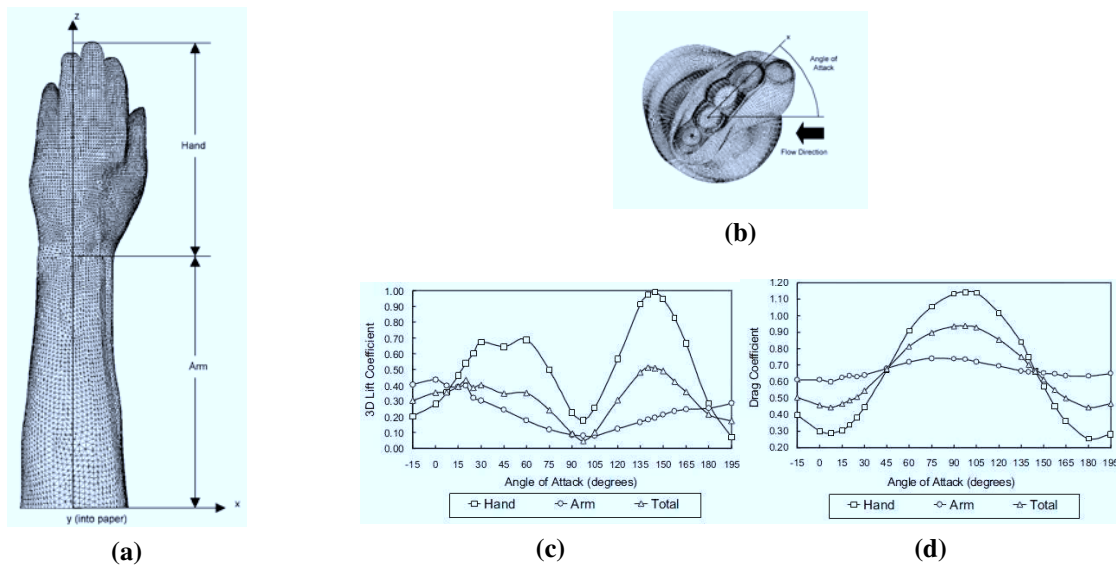 z
Hand
Arm
x
y (into paper)
(a)
x
Angle of
Attack
Flow Direction
(b)
3D Lift Coefficient
1.00
0.90
0.80
0.70
0.60
0.50
0.40
0.30
0.20
0.10
0.00
-15 0 15 30 45 60 75 90 105 120 135 150 165 180 195
Angle of Attack (degrees)
Hand Arm Total
(c)
Drag Coefficient
1.20
1.10
1.00
0.90
0.80
0.70
0.60
0.50
0.40
0.30
0.20
-15 0 15 30 45 60 75 90 105 120 135 150 165 180 195
Angle of Attack (degrees)
Hand Arm Total
(d)